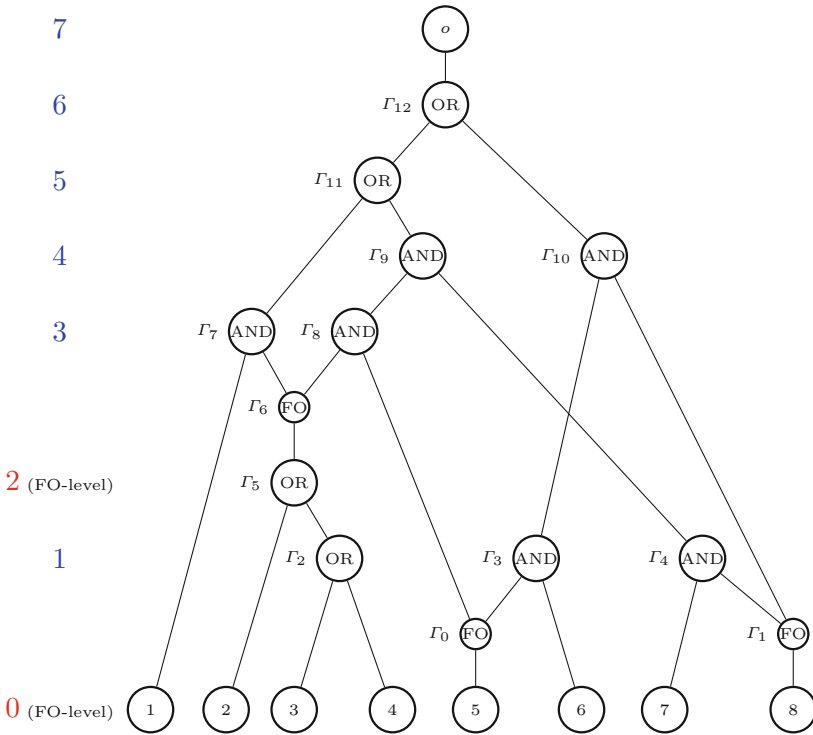 7 o
6 Γ12 OR
5 Γ11 OR
4 Γ9 AND Γ10 AND
3 Γ7 AND Γ8 AND
Γ6 FO
2 (FO-level) Γ5 OR
1 Γ2 OR Γ3 AND Γ4 AND
Γ0 FO Γ1 FO
0 (FO-level) 1 2 3 4 5 6 7 8